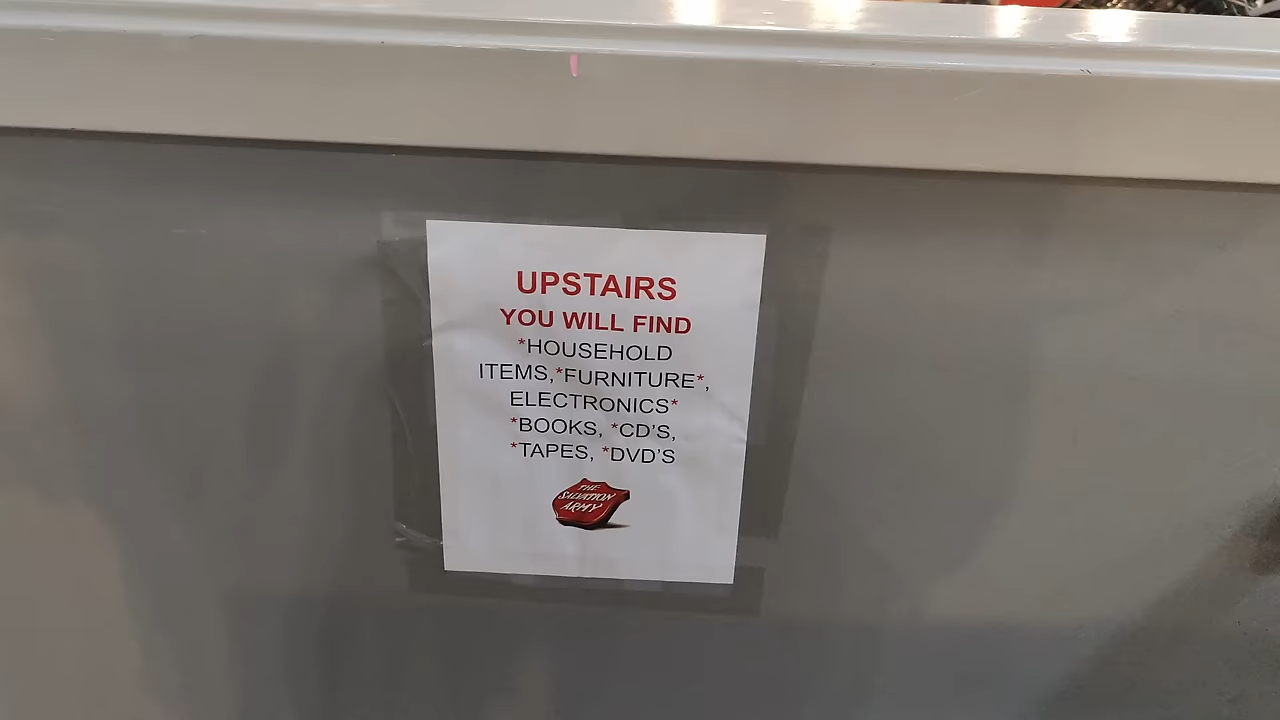 UPSTAIRS
YOU WILL FIND
*HOUSEHOLD
ITEMS,*FURNITURE*,
ELECTRONICS*
*BOOKS, *CD'S,
*TAPES, *DVD'S
THE
SALVATION
ARMY